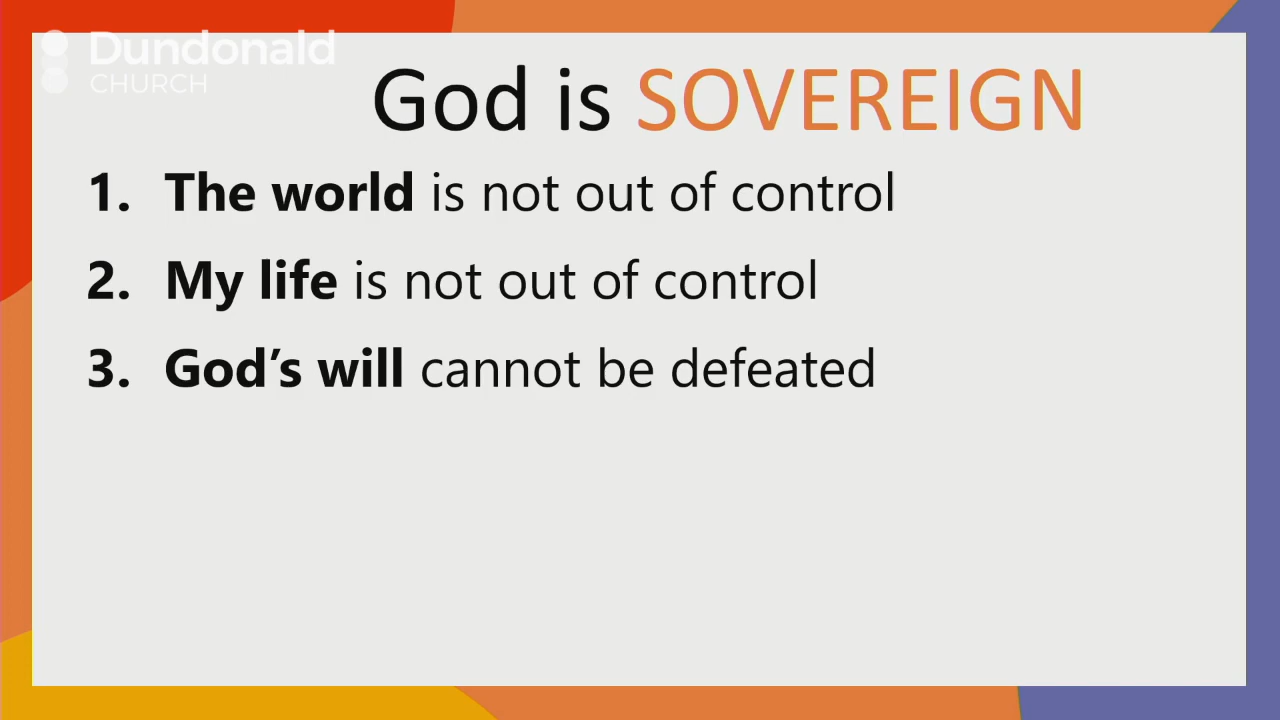 Dundonald
CHURCH
God is SOVEREIGN
1. The world is not out of control
2. My life is not out of control
3. God’s will cannot be defeated